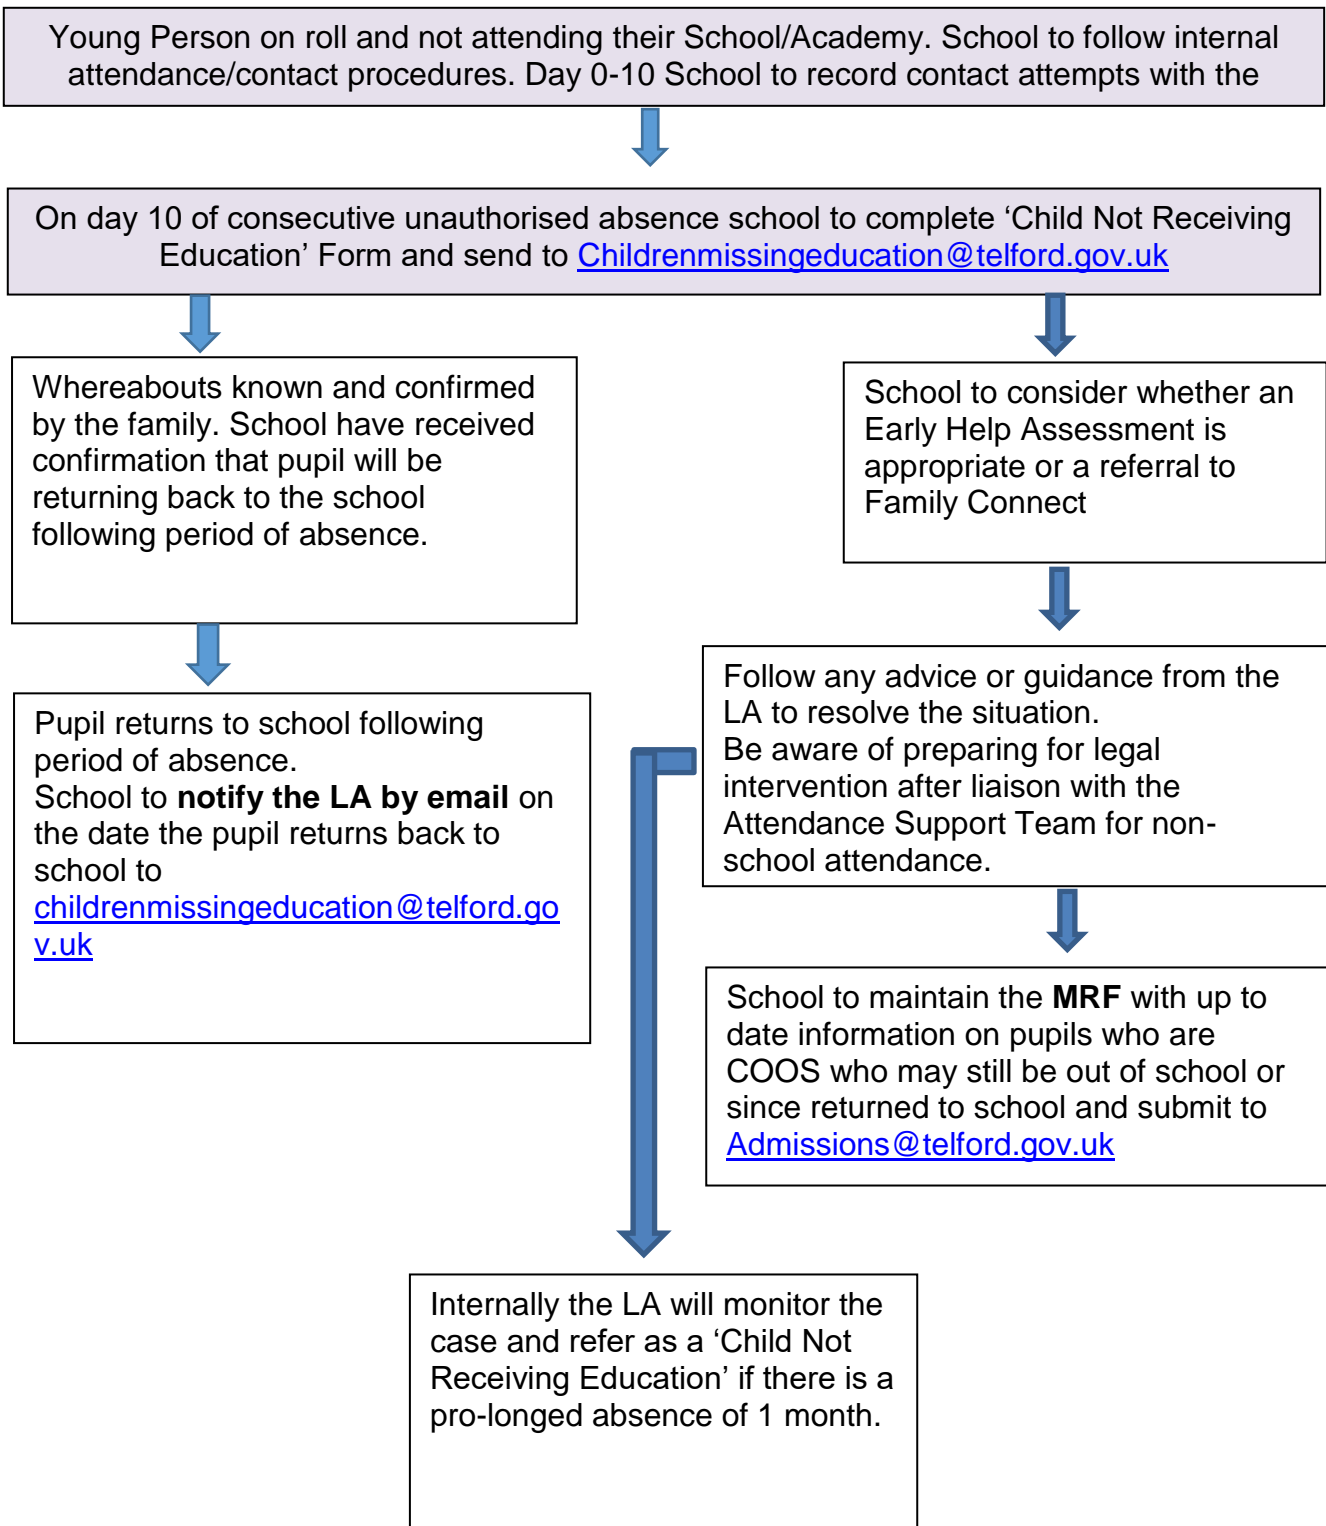 Young Person on roll and not attending their School/Academy. School to follow internal
attendance/contact procedures. Day 0-10 School to record contact attempts with the
On day 10 of consecutive unauthorised absence school to complete ‘Child Not Receiving
Education’ Form and send to Childrenmissingeducation@telford.gov.uk
Whereabouts known and confirmed
by the family. School have received
confirmation that pupil will be
returning back to the school
following period of absence.
School to consider whether an
Early Help Assessment is
appropriate or a referral to
Family Connect
Pupil returns to school following
period of absence.
School to notify the LA by email on
the date the pupil returns back to
school to
childrenmissingeducation@telford.go
v.uk
Follow any advice or guidance from the
LA to resolve the situation.
Be aware of preparing for legal
intervention after liaison with the
Attendance Support Team for non-
school attendance.
School to maintain the MRF with up to
date information on pupils who are
COOS who may still be out of school or
since returned to school and submit to
Admissions@telford.gov.uk
Internally the LA will monitor the
case and refer as a ‘Child Not
Receiving Education’ if there is a
pro-longed absence of 1 month.